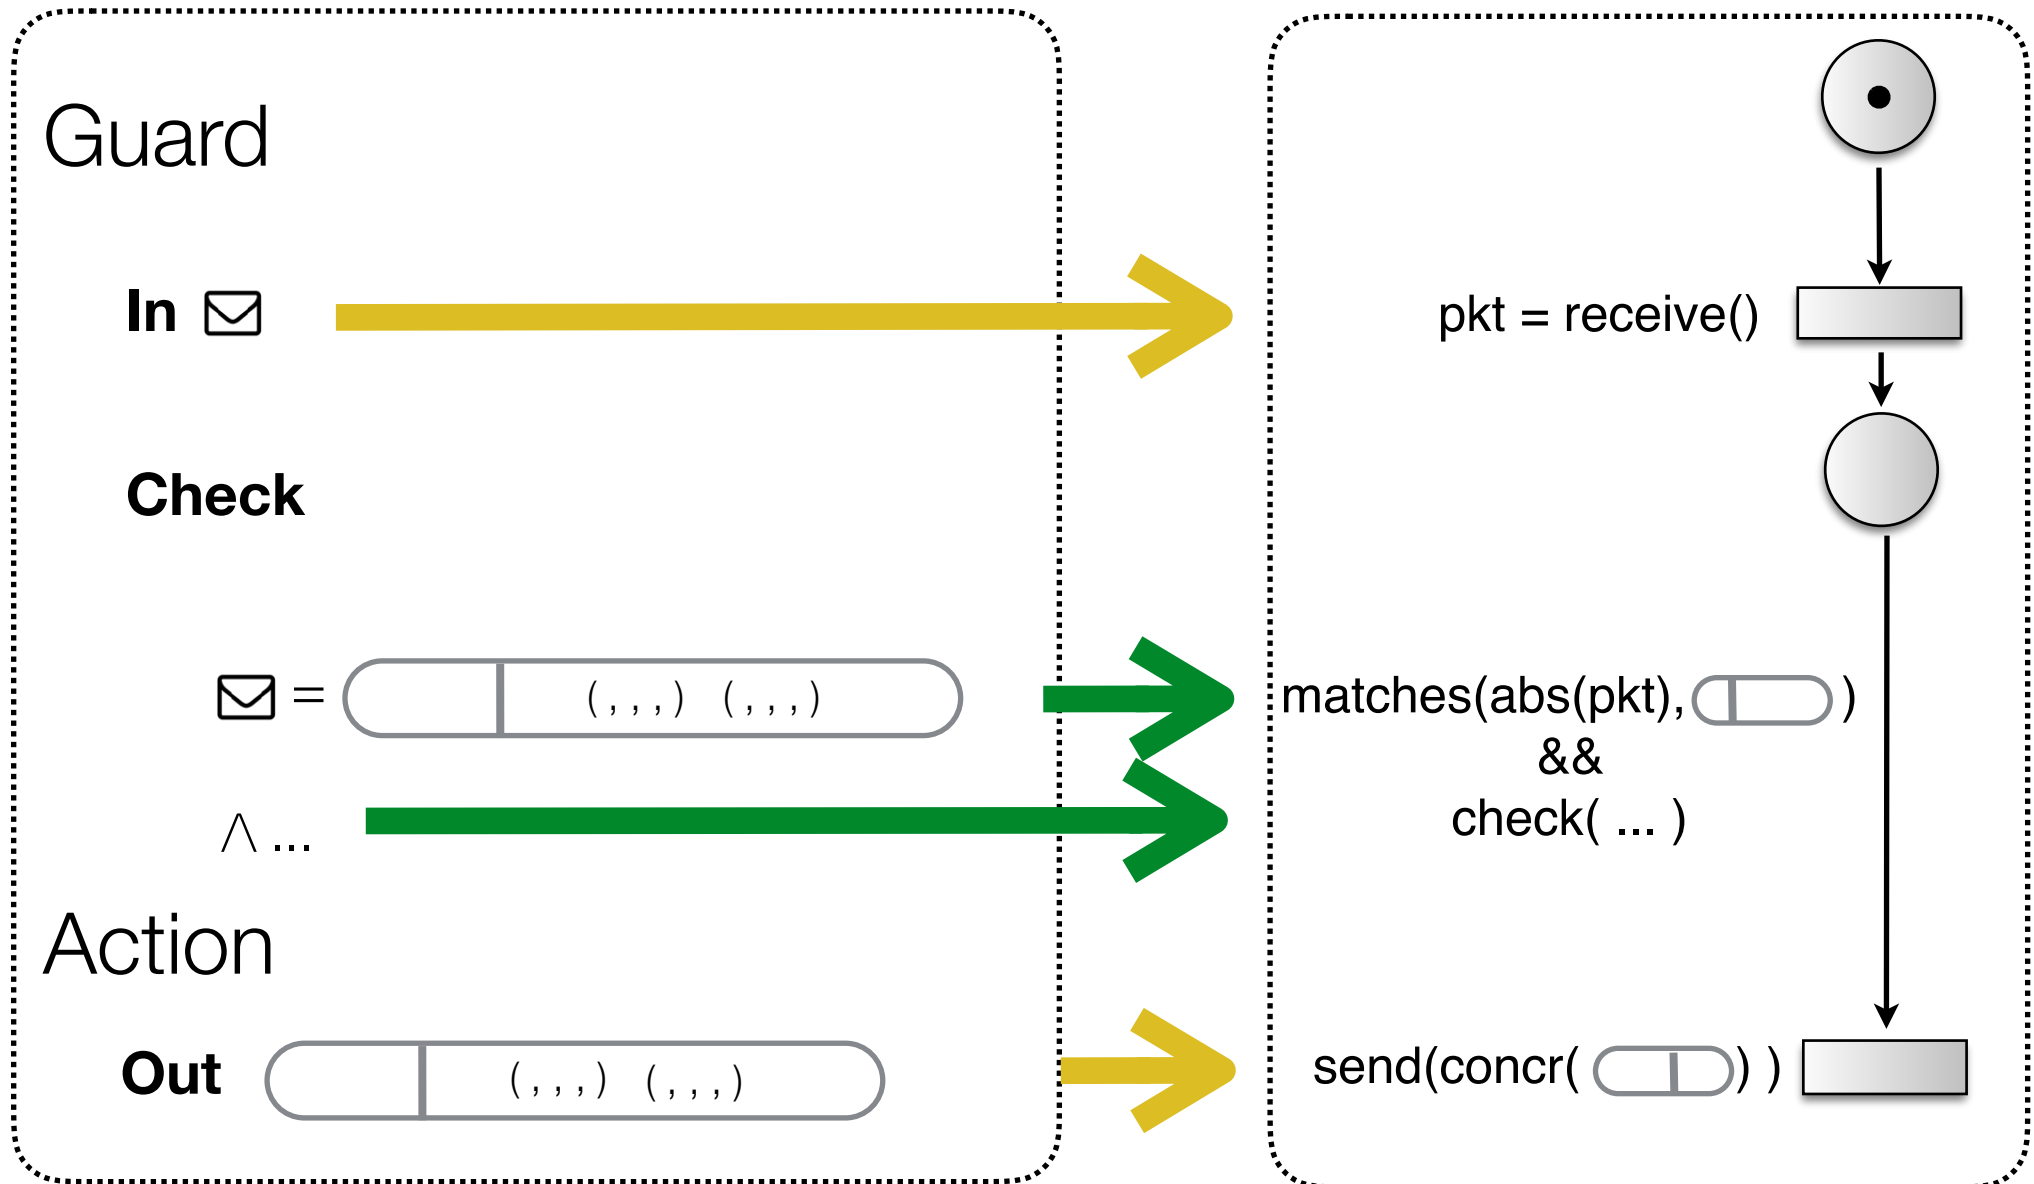 Guard
In
pkt = receive()
Check
= ( , , , ) ( , , , )
matches(abs(pkt), )
&&
∧ ...
check( ... )
Action
Out ( , , , ) ( , , , )
send(concr( ) )